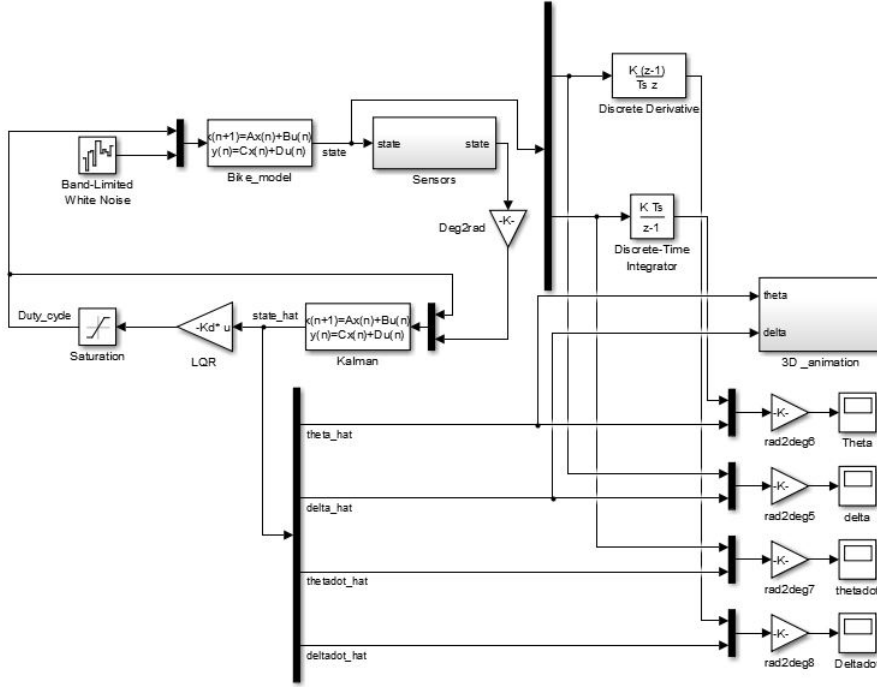 K (z-1)
Ts z
Discrete Derivative
x(n+1)=Ax(n)+Bu(n)
y(n)=Cx(n)+Du(n)
Bike_model
state
state
state
Sensors
Band-Limited
White Noise
-K-
Deg2rad
K Ts
z-1
Discrete-Time
Integrator
Duty_cycle
Saturation
-Kd* u
LQR
state_hat
x(n+1)=Ax(n)+Bu(n)
y(n)=Cx(n)+Du(n)
Kalman
theta
delta
3D _animation
theta_hat
-K-
rad2deg6
Theta
delta_hat
-K-
rad2deg5
delta
thetadot_hat
-K-
rad2deg7
thetadot
deltadot_hat
-K-
rad2deg8
Deltadot